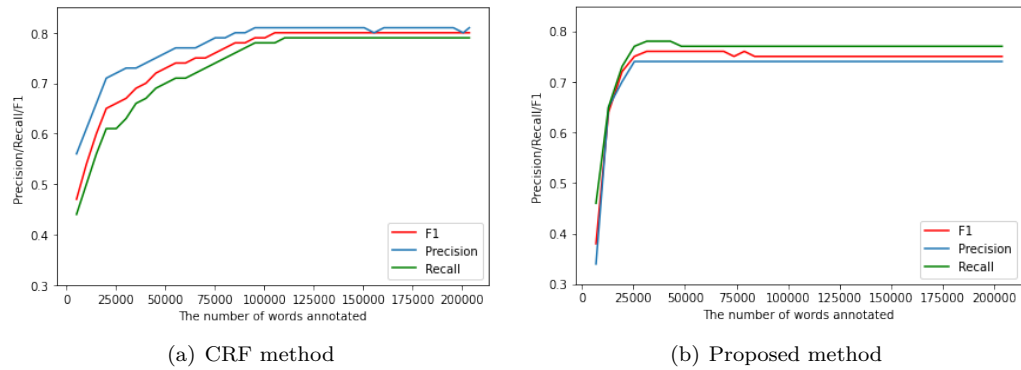 0.8
0.7
0.6
0.5
0.4
0.3
Precision/Recall/F1
F1
Precision
Recall
0 25000 50000 75000 100000 125000 150000 175000 200000
The number of words annotated
(a) CRF method
0.8
0.7
0.6
0.5
0.4
0.3
Precision/Recall/F1
F1
Precision
Recall
0 25000 50000 75000 100000 125000 150000 175000 200000
The number of words annotated
(b) Proposed method